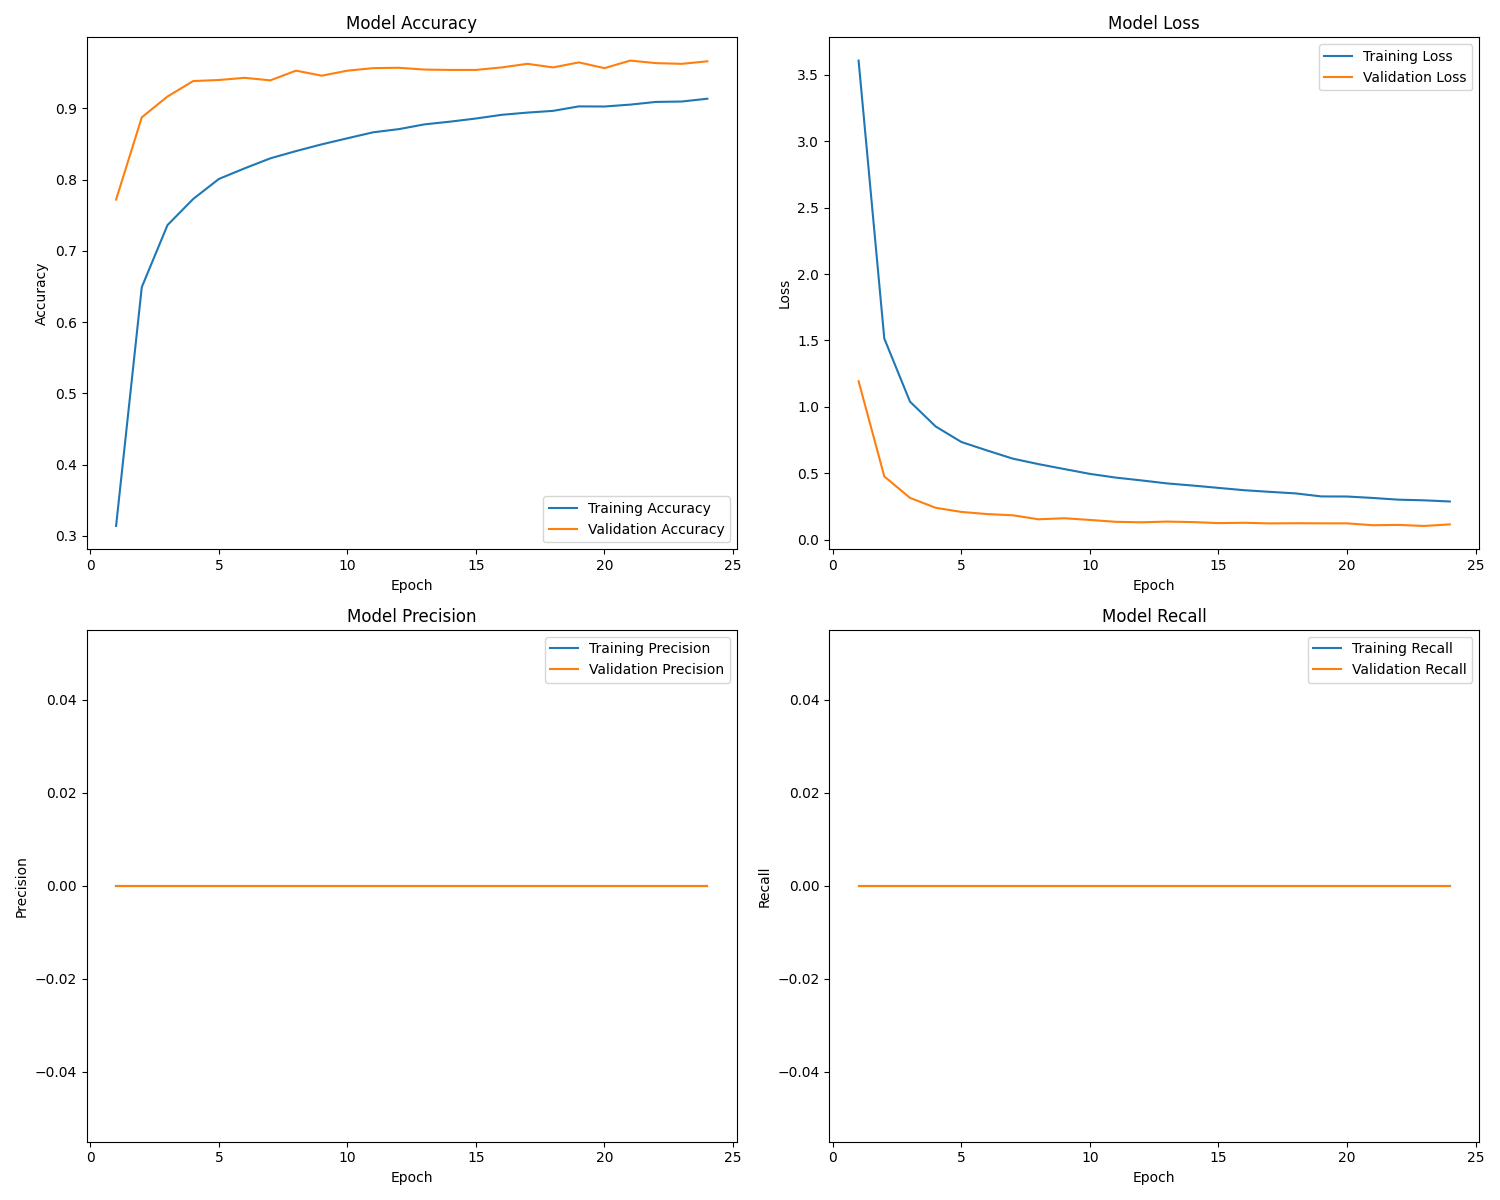 Model Accuracy
0.9
0.8
0.7
0.6
0.5
0.4
0.3
Accuracy
Training Accuracy
Validation Accuracy
0 5 10 15 20 25
Epoch
Model Loss
3.5
3.0
2.5
2.0
1.5
1.0
0.5
0.0
Loss
Training Loss
Validation Loss
0 5 10 15 20 25
Epoch
Model Precision
0.04
0.02
0.00
−0.02
−0.04
Precision
Training Precision
Validation Precision
0 5 10 15 20 25
Epoch
Model Recall
0.04
0.02
0.00
−0.02
−0.04
Recall
Training Recall
Validation Recall
0 5 10 15 20 25
Epoch